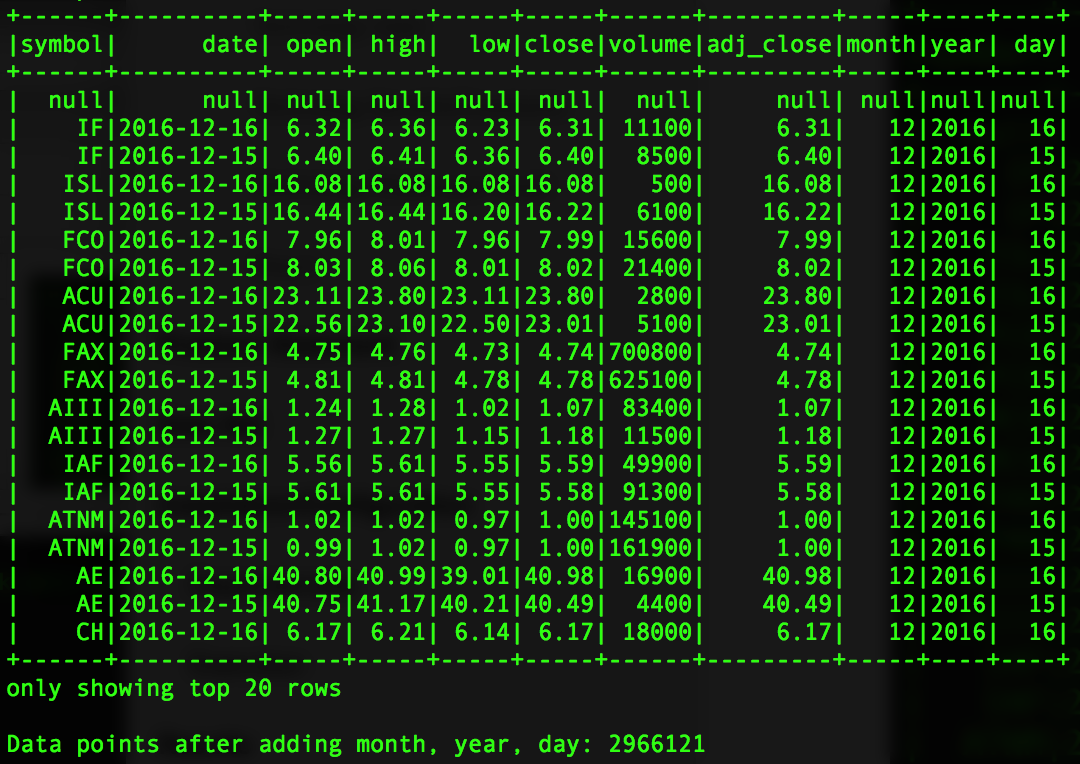 +------+----------+-----+-----+-----+-----+------+---------+-----+----+----+
|symbol|      date| open| high|  low|close|volume|adj_close|month|year| day|
+------+----------+-----+-----+-----+-----+------+---------+-----+----+----+
|  null|      null| null| null| null| null|  null|     null| null|null|null|
|    IF|2016-12-16| 6.32| 6.36| 6.23| 6.31| 11100|     6.31|   12|2016|  16|
|    IF|2016-12-15| 6.40| 6.41| 6.36| 6.40|  8500|     6.40|   12|2016|  15|
|   ISL|2016-12-16|16.08|16.08|16.08|16.08|   500|    16.08|   12|2016|  16|
|   ISL|2016-12-15|16.44|16.44|16.20|16.22|  6100|    16.22|   12|2016|  15|
|   FCO|2016-12-16| 7.96| 8.01| 7.96| 7.99| 15600|     7.99|   12|2016|  16|
|   FCO|2016-12-15| 8.03| 8.06| 8.01| 8.02| 21400|     8.02|   12|2016|  15|
|   ACU|2016-12-16|23.11|23.80|23.11|23.80|  2800|    23.80|   12|2016|  16|
|   ACU|2016-12-15|22.56|23.10|22.50|23.01|  5100|    23.01|   12|2016|  15|
|   FAX|2016-12-16| 4.75| 4.76| 4.73| 4.74|700800|     4.74|   12|2016|  16|
|   FAX|2016-12-15| 4.81| 4.81| 4.78| 4.78|625100|     4.78|   12|2016|  15|
|  AIII|2016-12-16| 1.24| 1.28| 1.02| 1.07| 83400|     1.07|   12|2016|  16|
|  AIII|2016-12-15| 1.27| 1.27| 1.15| 1.18| 11500|     1.18|   12|2016|  15|
|   IAF|2016-12-16| 5.56| 5.61| 5.55| 5.59| 49900|     5.59|   12|2016|  16|
|   IAF|2016-12-15| 5.61| 5.61| 5.55| 5.58| 91300|     5.58|   12|2016|  15|
|  ATNM|2016-12-16| 1.02| 1.02| 0.97| 1.00|145100|     1.00|   12|2016|  16|
|  ATNM|2016-12-15| 0.99| 1.02| 0.97| 1.00|161900|     1.00|   12|2016|  15|
|    AE|2016-12-16|40.80|40.99|39.01|40.98| 16900|    40.98|   12|2016|  16|
|    AE|2016-12-15|40.75|41.17|40.21|40.49|  4400|    40.49|   12|2016|  15|
|    CH|2016-12-16| 6.17| 6.21| 6.14| 6.17| 18000|     6.17|   12|2016|  16|
+------+----------+-----+-----+-----+-----+------+---------+-----+----+----+
only showing top 20 rows
Data points after adding month, year, day: 2966121